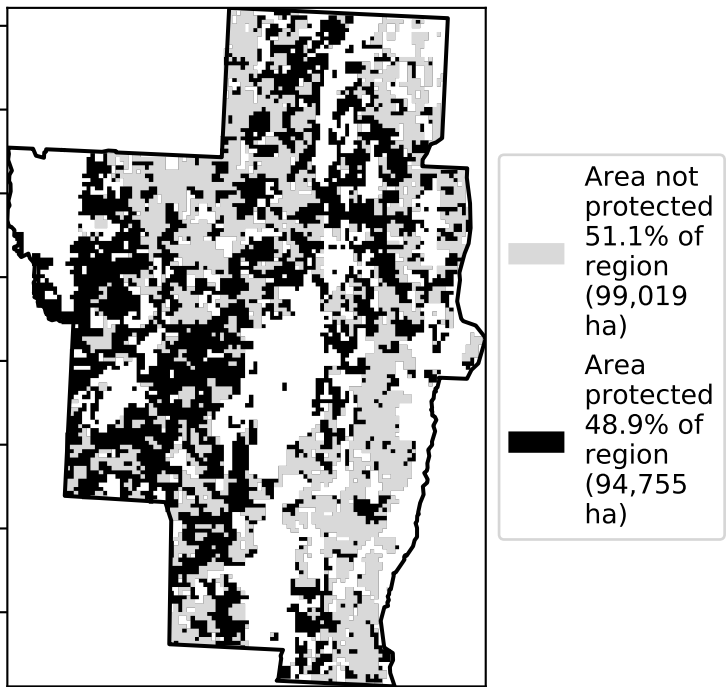 Area not
protected
51.1% of
region
(99,019
ha)
Area
protected
48.9% of
region
(94,755
ha)